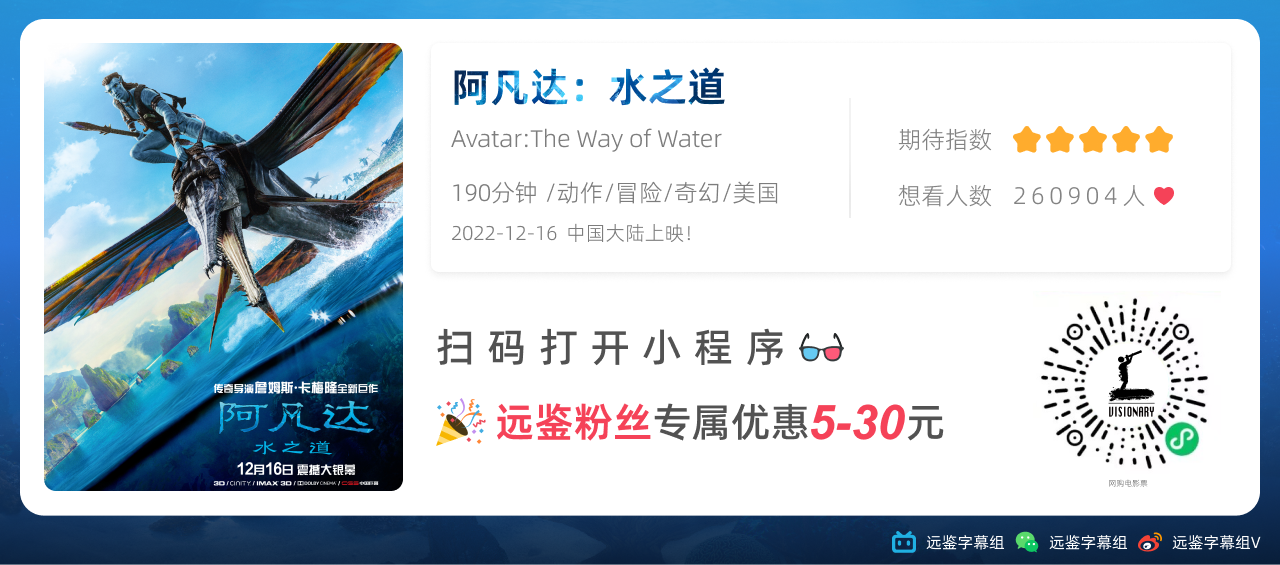 阿凡达：水之道
Avatar:The Way of Water
190分钟 /动作/冒险/奇幻/美国
2022-12-16 中国大陆上映！
期待指数
想看人数 260904人
传奇导演詹姆斯·卡梅隆全新巨作
阿凡达
水之道
12月16日 震撼大银幕
3D / CINITY / IMAX 3D / DOLBY CINEMA /
扫码打开小程序
远鉴粉丝专属优惠5-30元
VISIONARY
网购电影票
远鉴字幕组 远鉴字幕组 远鉴字幕组V